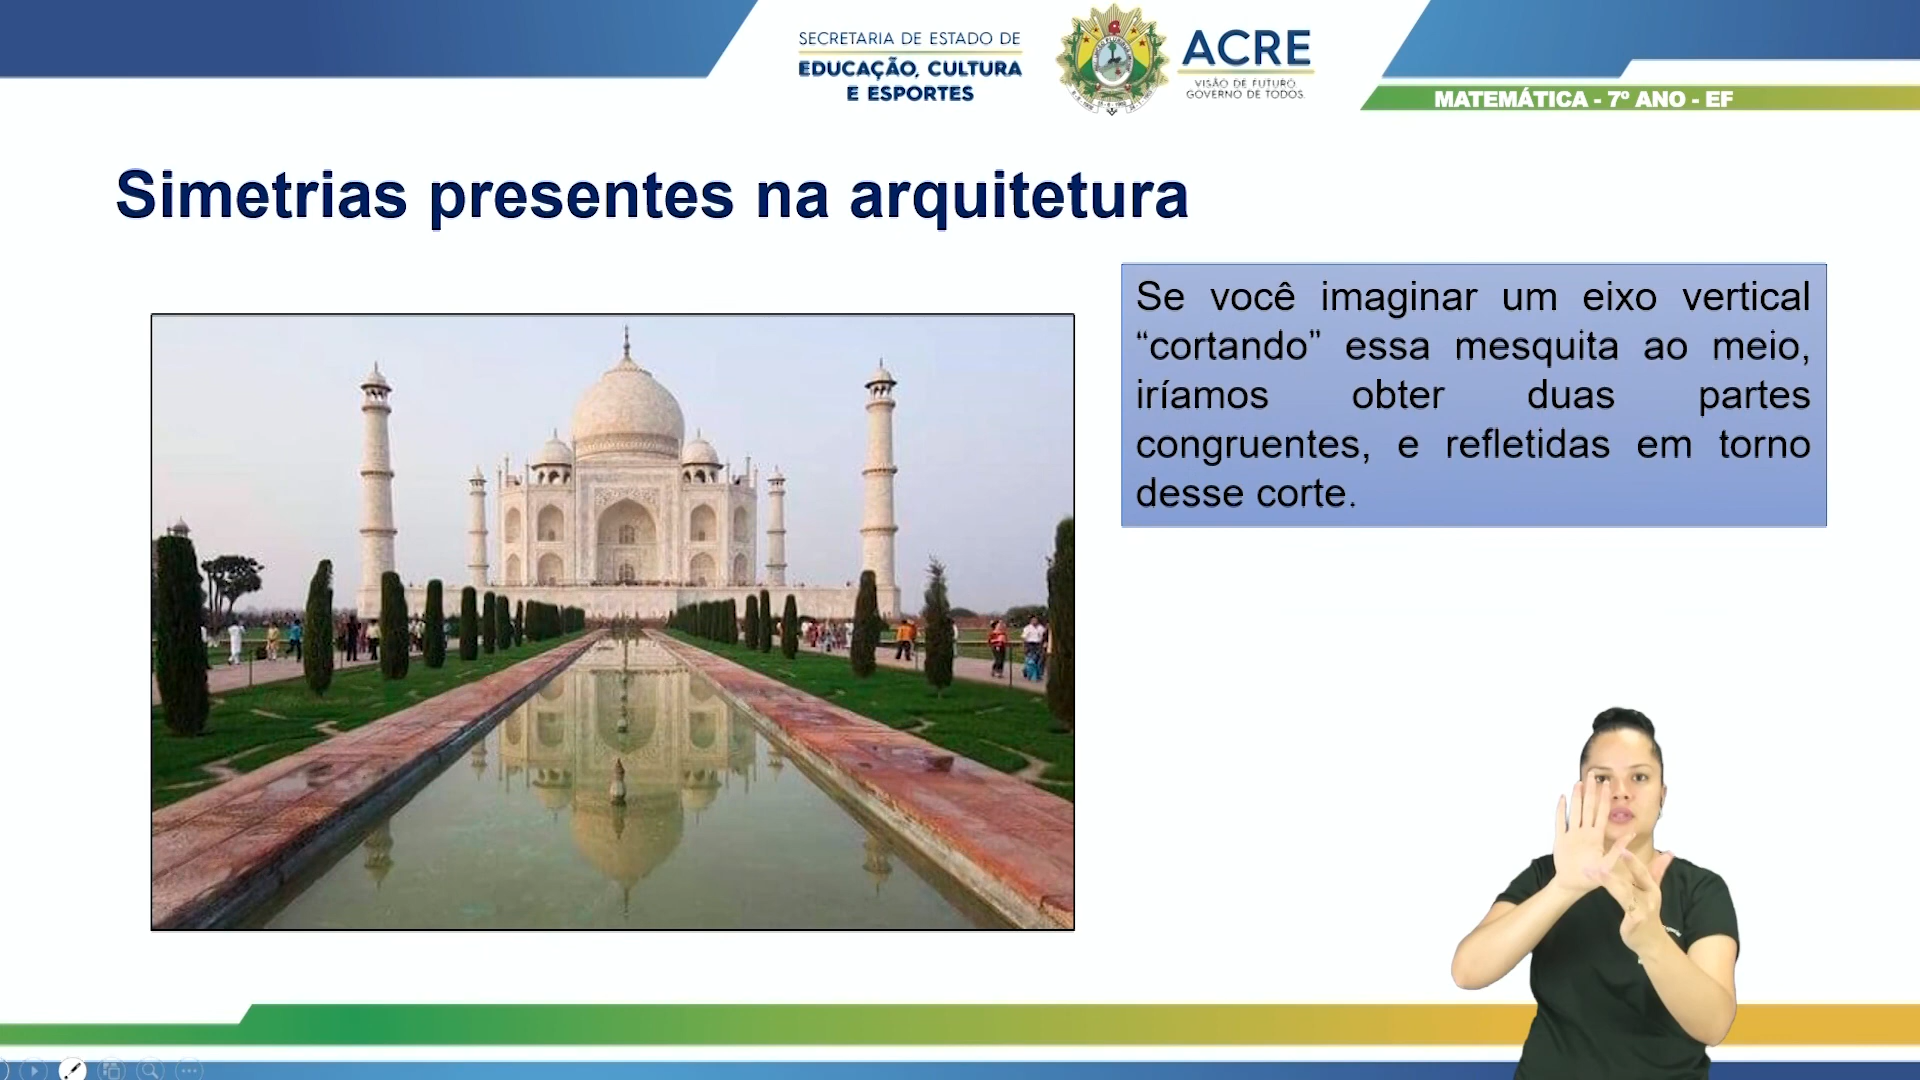 SECRETARIA DE ESTADO DE
EDUCAÇÃO, CULTURA
E ESPORTES
ACRE
VISÃO DE FUTURO.
GOVERNO DE TODOS.
MATEMÁTICA - 7º ANO - EF
Simetrias presentes na arquitetura
Se você imaginar um eixo vertical
“cortando” essa mesquita ao meio,
iríamos obter duas partes
congruentes, e refletidas em torno
desse corte.